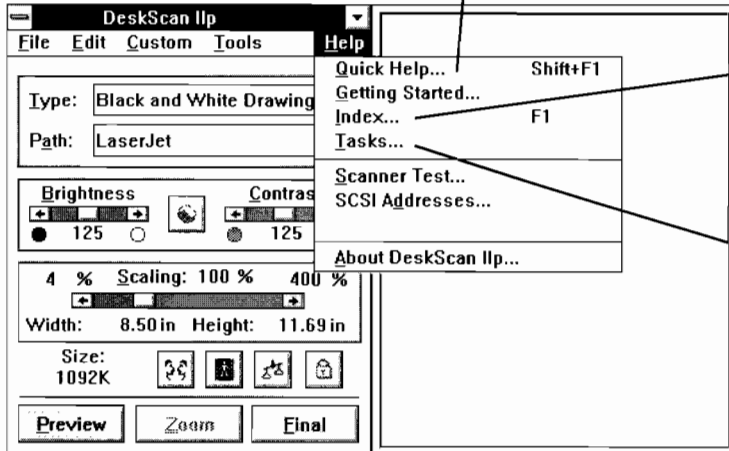 DeskScan IIp
File Edit Custom Tools Help
Quick Help... Shift+F1
Getting Started...
Index... F1
Tasks...
Scanner Test...
SCSI Addresses...
About DeskScan IIp...
Type: Black and White Drawing
Path: LaserJet
Brightness Contras
125 125
4 % Scaling: 100 % 400 %
Width: 8.50 in Height: 11.69 in
Size:
1092K
Preview Zoom Final